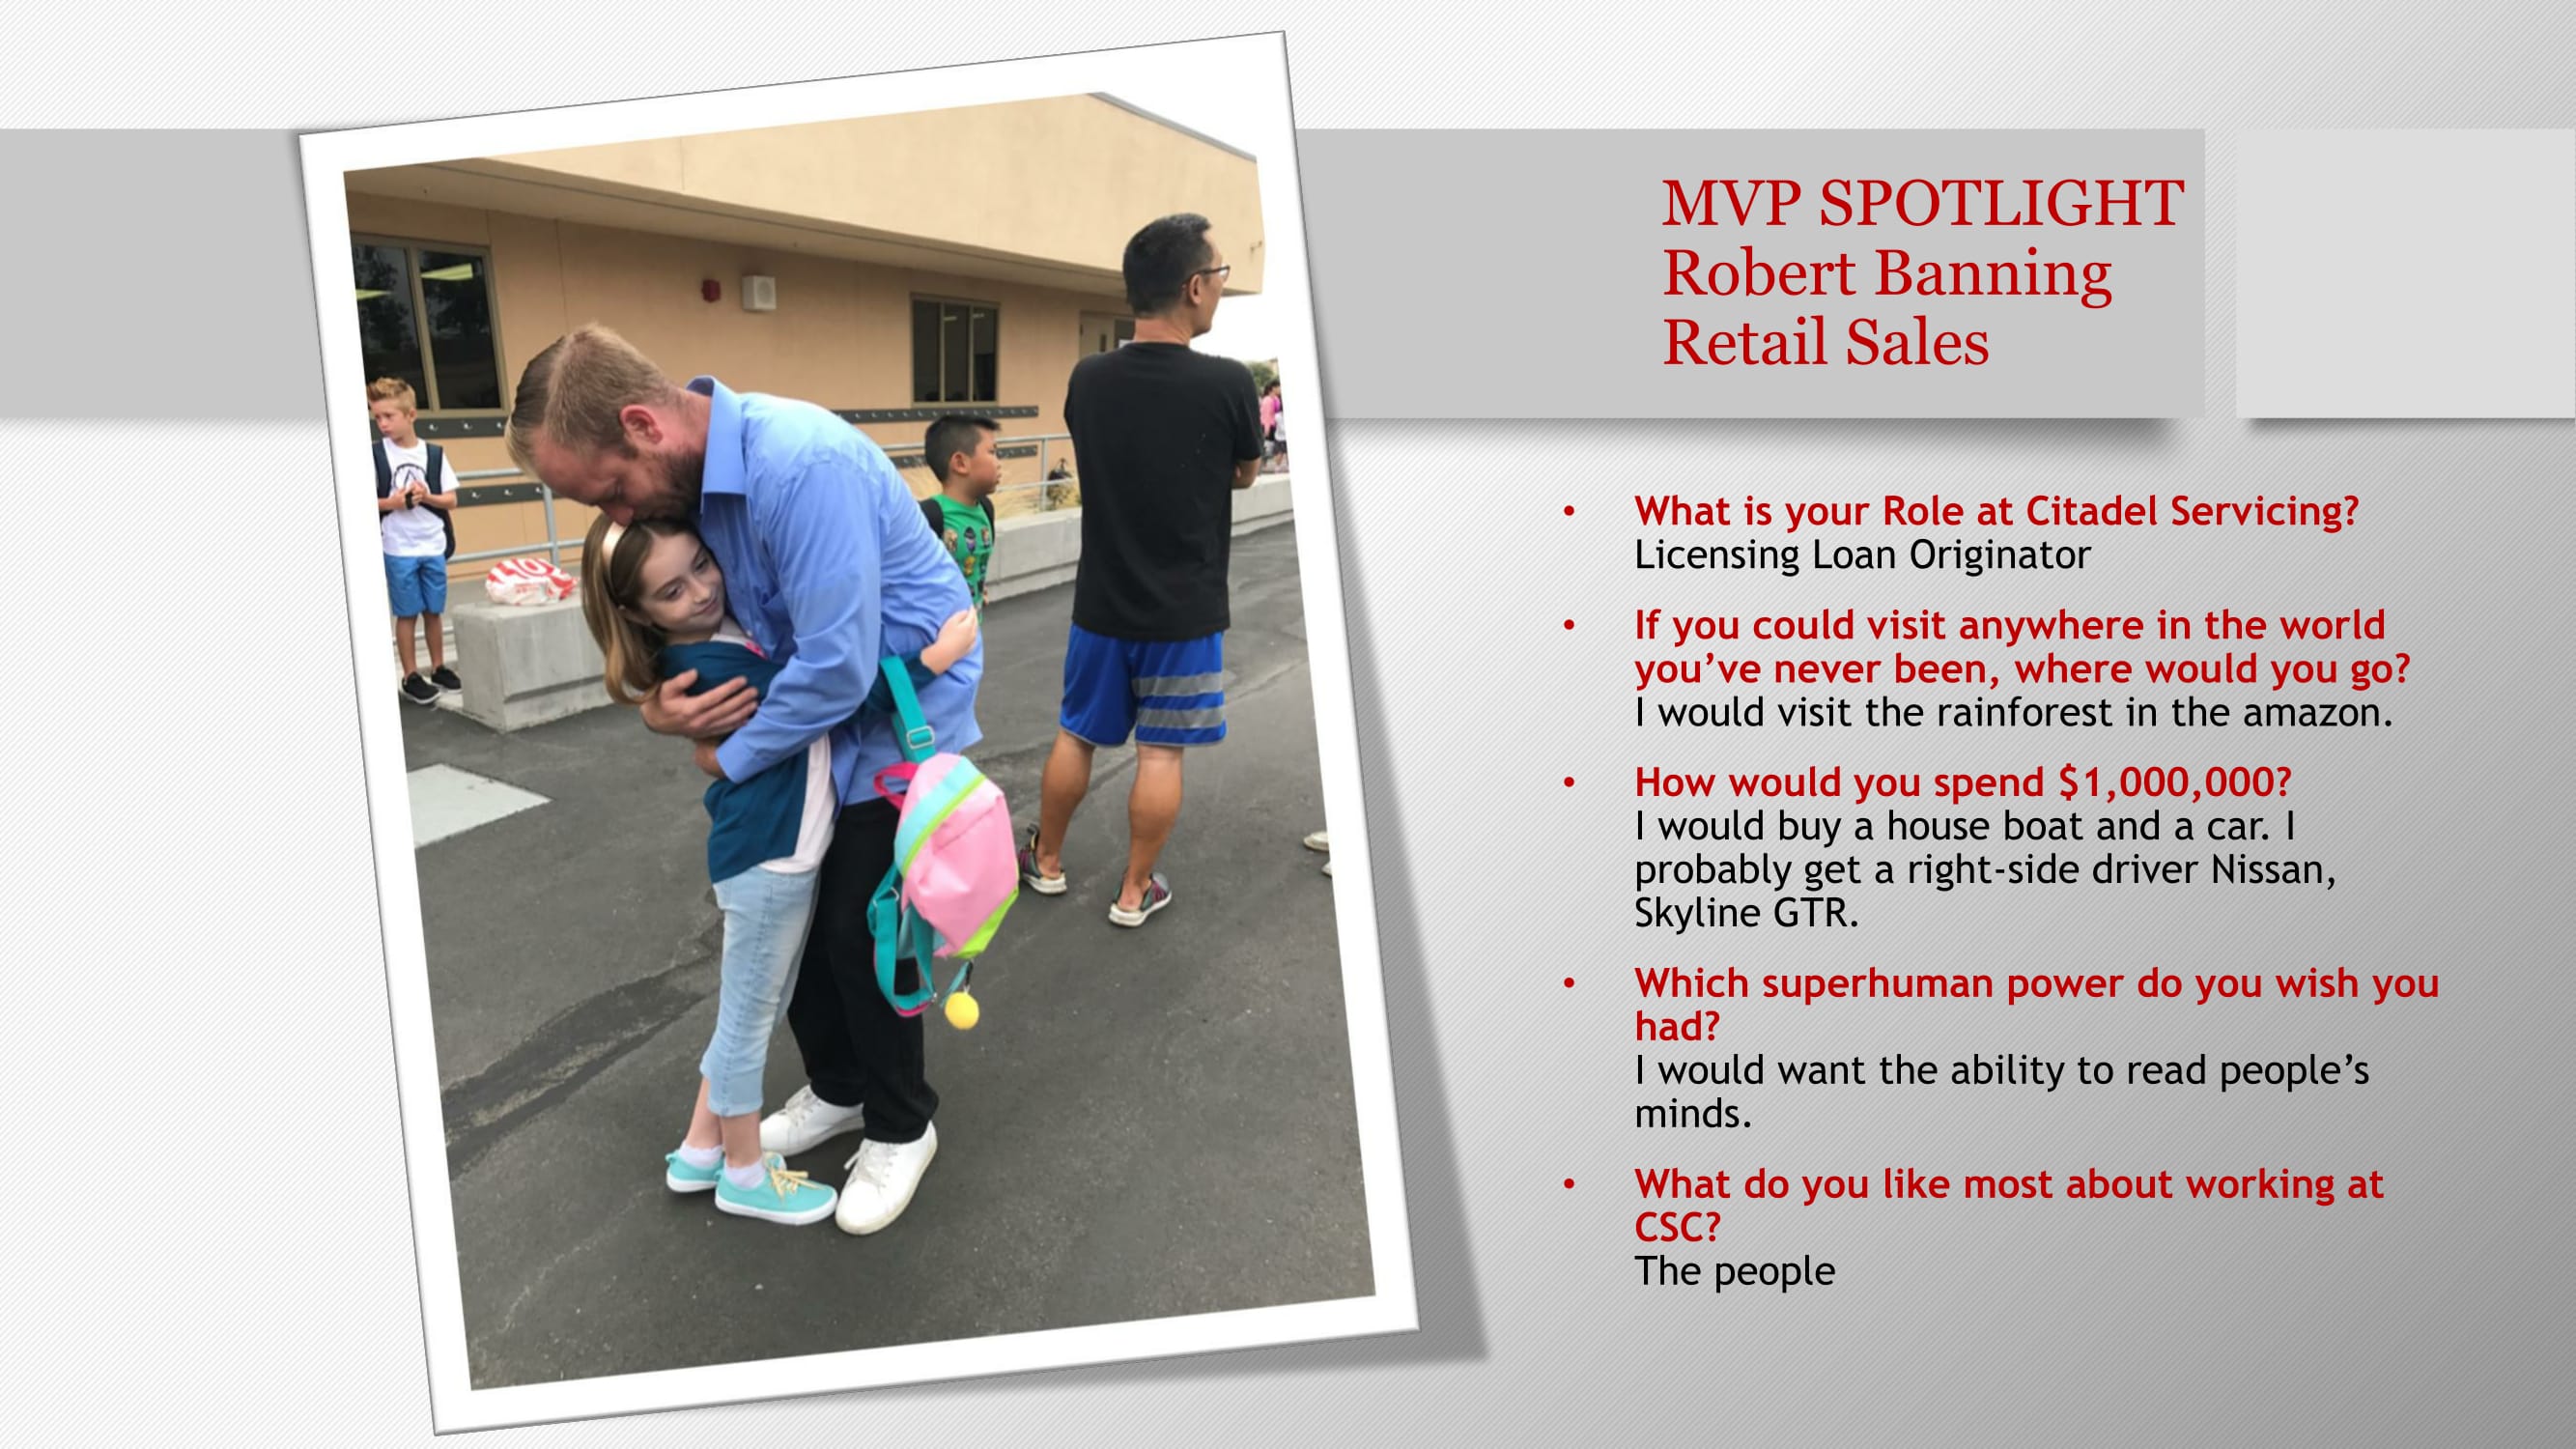 MVP SPOTLIGHT
Robert Banning
Retail Sales
• What is your Role at Citadel Servicing?
Licensing Loan Originator
• If you could visit anywhere in the world
you’ve never been, where would you go?
I would visit the rainforest in the amazon.
• How would you spend $1,000,000?
I would buy a house boat and a car. I
probably get a right-side driver Nissan,
Skyline GTR.
• Which superhuman power do you wish you
had?
I would want the ability to read people’s
minds.
• What do you like most about working at
CSC?
The people